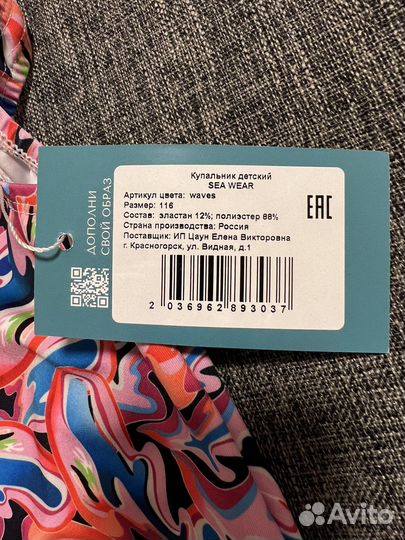 ДОПОЛНИ
СВОЙ ОБРАЗ
Купальник детский
SEA WEAR
Артикул цвета: waves
Размер: 116
Состав: эластан 12%; полиэстер 88%
Страна производства: Россия
Поставщик: ИП Цаун Елена Викторовна
г. Красногорск, ул. Видная, д.1
EAC
2 036962 893037
Avito